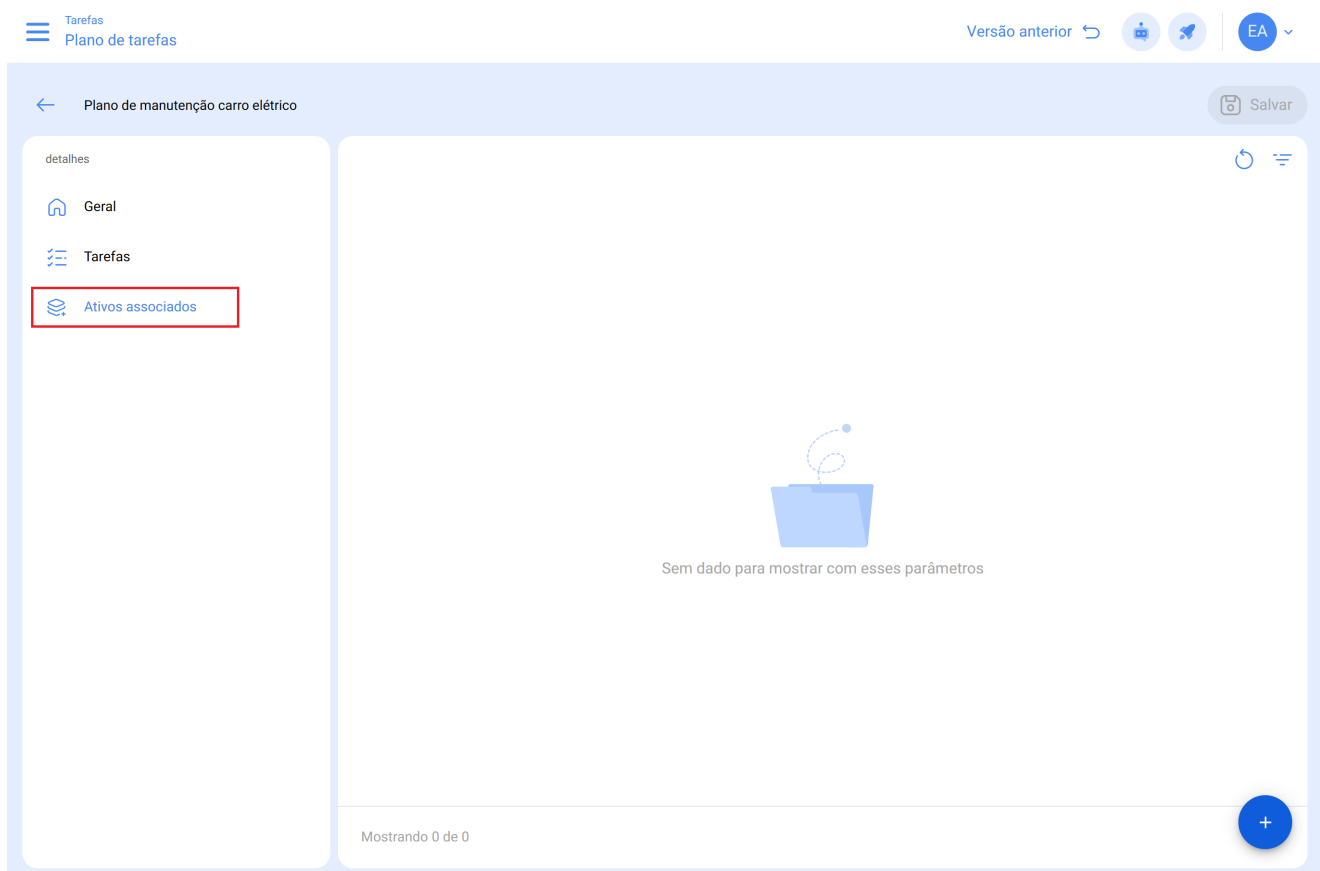 Tarefas
Plano de tarefas
Versão anterior
EA
Plano de manutenção carro elétrico
Salvar
detalhes
Geral
Tarefas
Ativos associados
Sem dado para mostrar com esses parâmetros
Mostrando 0 de 0